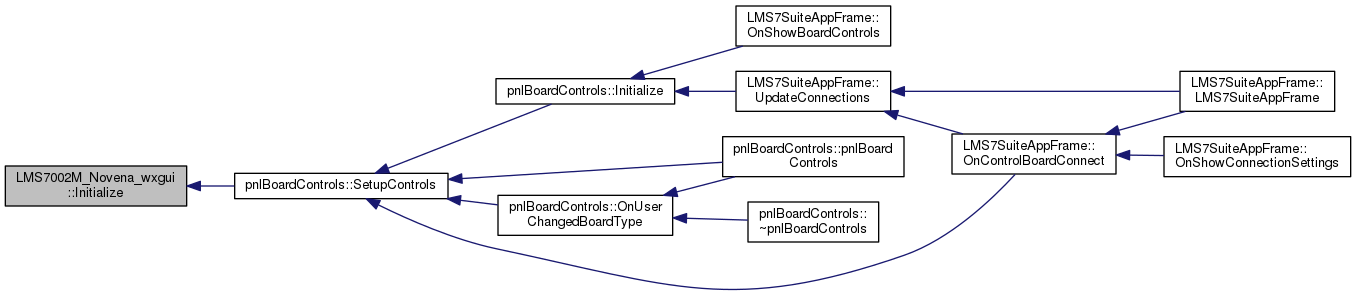 LMS7002M_Novena_wxgui
::Initialize
pnlBoardControls::SetupControls
pnlBoardControls::Initialize
LMS7SuiteAppFrame::
OnShowBoardControls
LMS7SuiteAppFrame::
UpdateConnections
pnlBoardControls::pnlBoard
Controls
pnlBoardControls::OnUser
ChangedBoardType
pnlBoardControls::
~pnlBoardControls
LMS7SuiteAppFrame::
OnControlBoardConnect
LMS7SuiteAppFrame::
LMS7SuiteAppFrame
LMS7SuiteAppFrame::
OnShowConnectionSettings